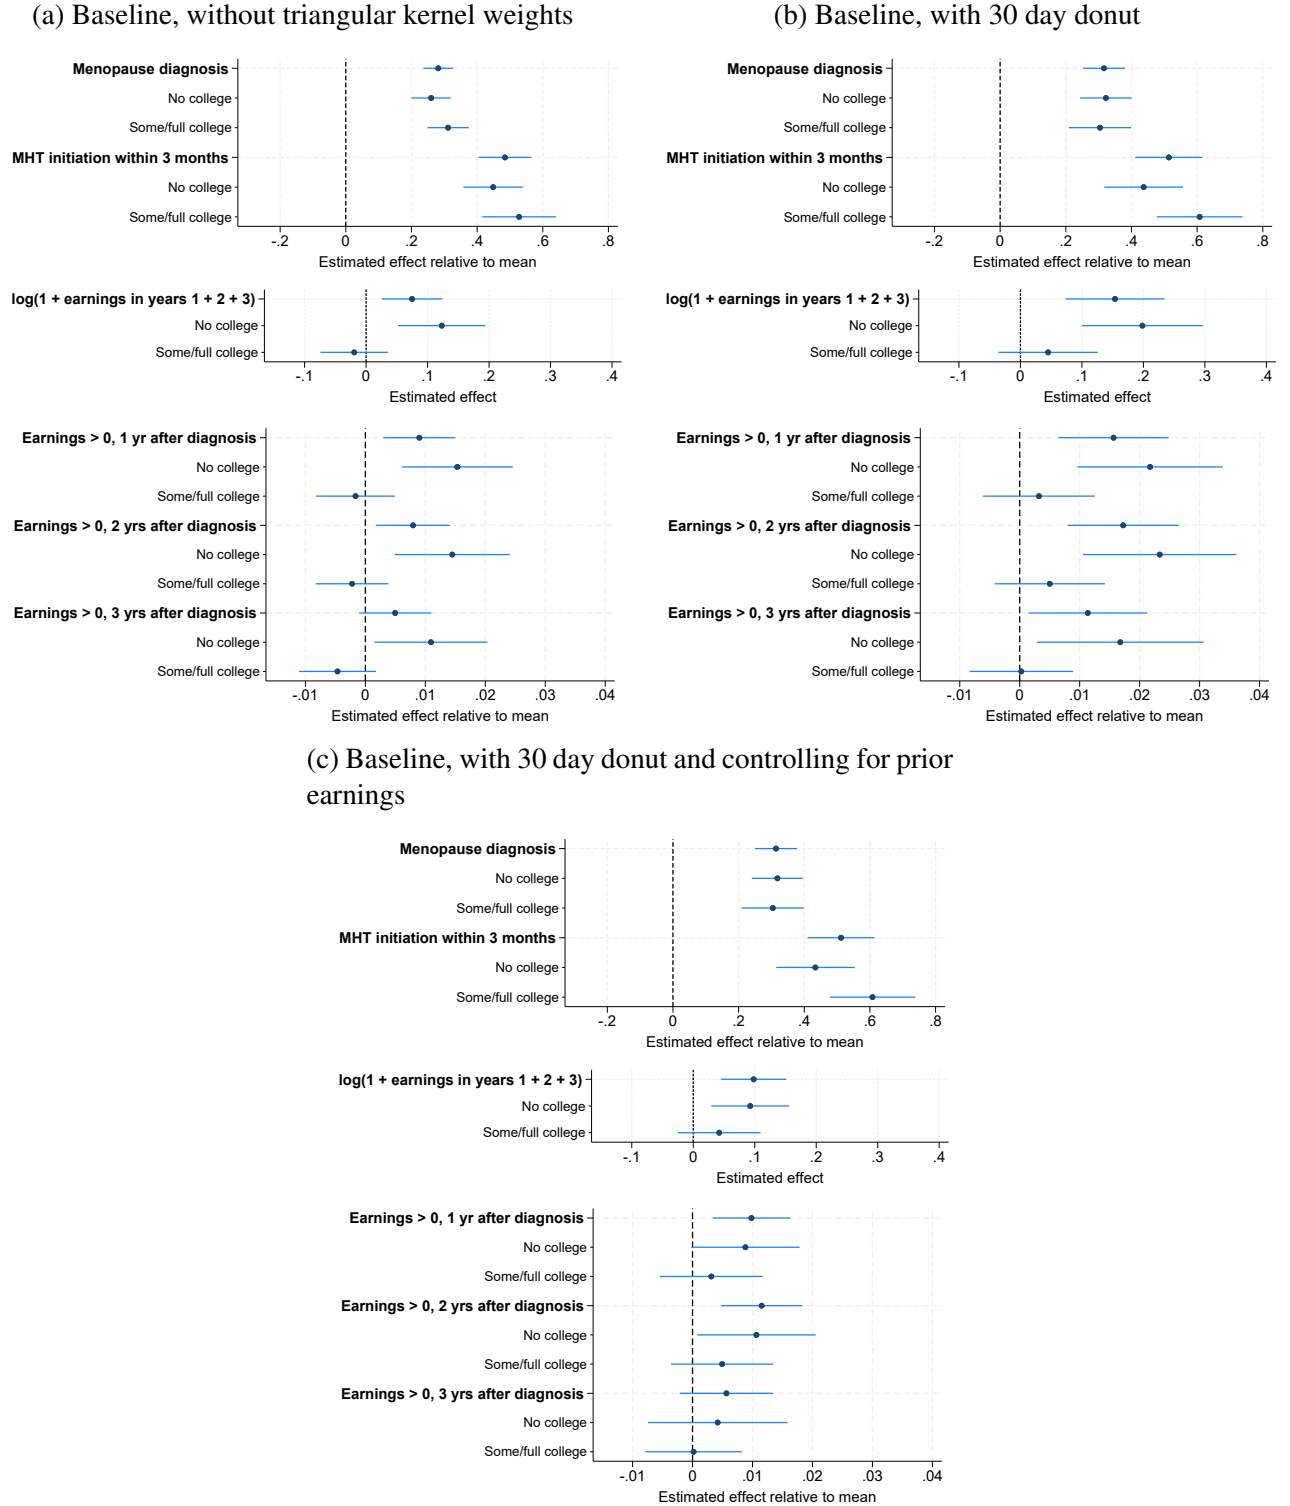 (a) Baseline, without triangular kernel weights
Menopause diagnosis
No college
Some/full college
MHT initiation within 3 months
No college
Some/full college
-.2 0 .2 .4 .6 .8
Estimated effect relative to mean
log(1 + earnings in years 1 + 2 + 3)
No college
Some/full college
-.1 0 .1 .2 .3 .4
Estimated effect
Earnings > 0, 1 yr after diagnosis
No college
Some/full college
Earnings > 0, 2 yrs after diagnosis
No college
Some/full college
Earnings > 0, 3 yrs after diagnosis
No college
Some/full college
-.01 0 .01 .02 .03 .04
Estimated effect relative to mean
(b) Baseline, with 30 day donut
Menopause diagnosis
No college
Some/full college
MHT initiation within 3 months
No college
Some/full college
-.2 0 .2 .4 .6 .8
Estimated effect relative to mean
log(1 + earnings in years 1 + 2 + 3)
No college
Some/full college
-.1 0 .1 .2 .3 .4
Estimated effect
Earnings > 0, 1 yr after diagnosis
No college
Some/full college
Earnings > 0, 2 yrs after diagnosis
No college
Some/full college
Earnings > 0, 3 yrs after diagnosis
No college
Some/full college
-.01 0 .01 .02 .03 .04
Estimated effect relative to mean
(c) Baseline, with 30 day donut and controlling for prior
earnings
Menopause diagnosis
No college
Some/full college
MHT initiation within 3 months
No college
Some/full college
-.2 0 .2 .4 .6 .8
Estimated effect relative to mean
log(1 + earnings in years 1 + 2 + 3)
No college
Some/full college
-.1 0 .1 .2 .3 .4
Estimated effect
Earnings > 0, 1 yr after diagnosis
No college
Some/full college
Earnings > 0, 2 yrs after diagnosis
No college
Some/full college
Earnings > 0, 3 yrs after diagnosis
No college
Some/full college
-.01 0 .01 .02 .03 .04
Estimated effect relative to mean